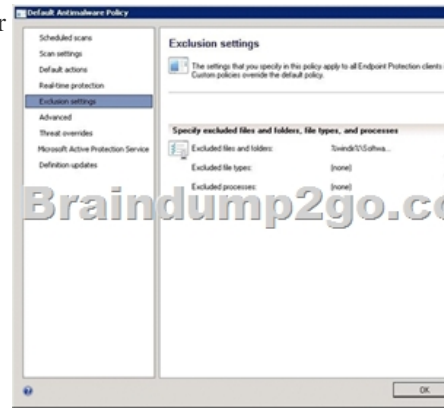 r
Default Antimalware Policy
Scheduled scans
Scan settings
Default actions
Real-time protection
Exclusion settings
Advanced
Threat overrides
Microsoft Active Protection Service
Definition updates
Exclusion settings
The settings that you specify in this policy apply to all Endpoint Protection clients
Custom policies override the default policy.
Specify excluded files and folders, file types, and processes
Excluded files and folders: %windir%\Softwa...
Excluded file types: (none)
Excluded processes: (none)
Braindump2go.co
OK